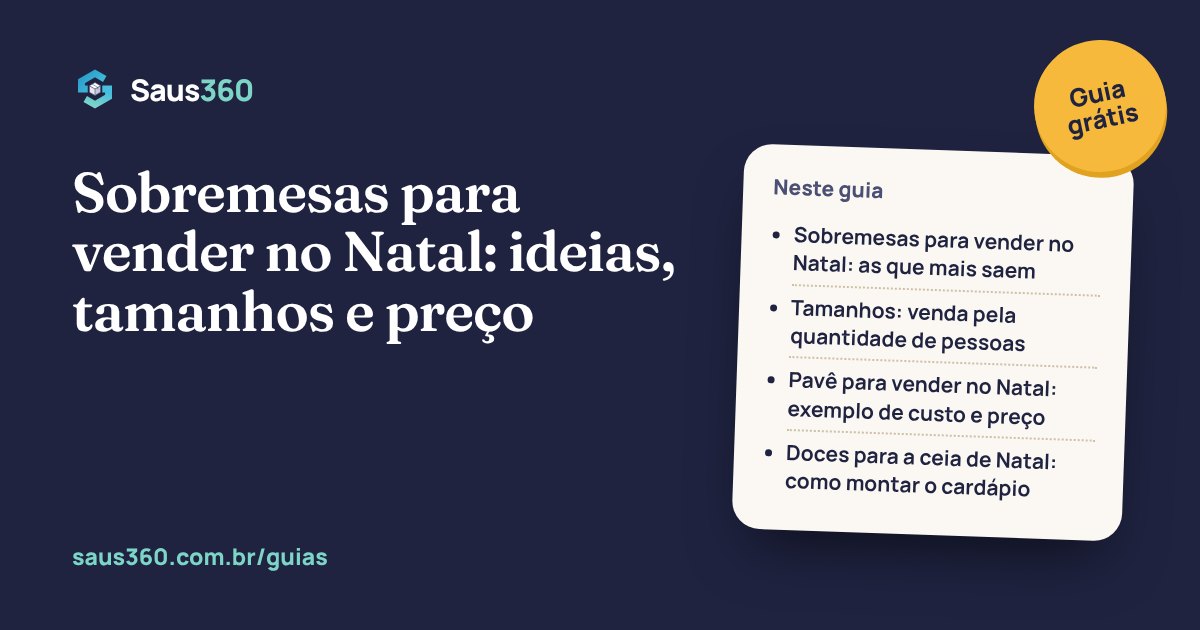 Saus360
Sobremesas para
vender no Natal: ideias,
tamanhos e preço
saus360.com.br/guias
Guia
grátis
Neste guia
• Sobremesas para vender no
Natal: as que mais saem
• Tamanhos: venda pela
quantidade de pessoas
• Pavê para vender no Natal:
exemplo de custo e preço
• Doces para a ceia de Natal:
como montar o cardápio